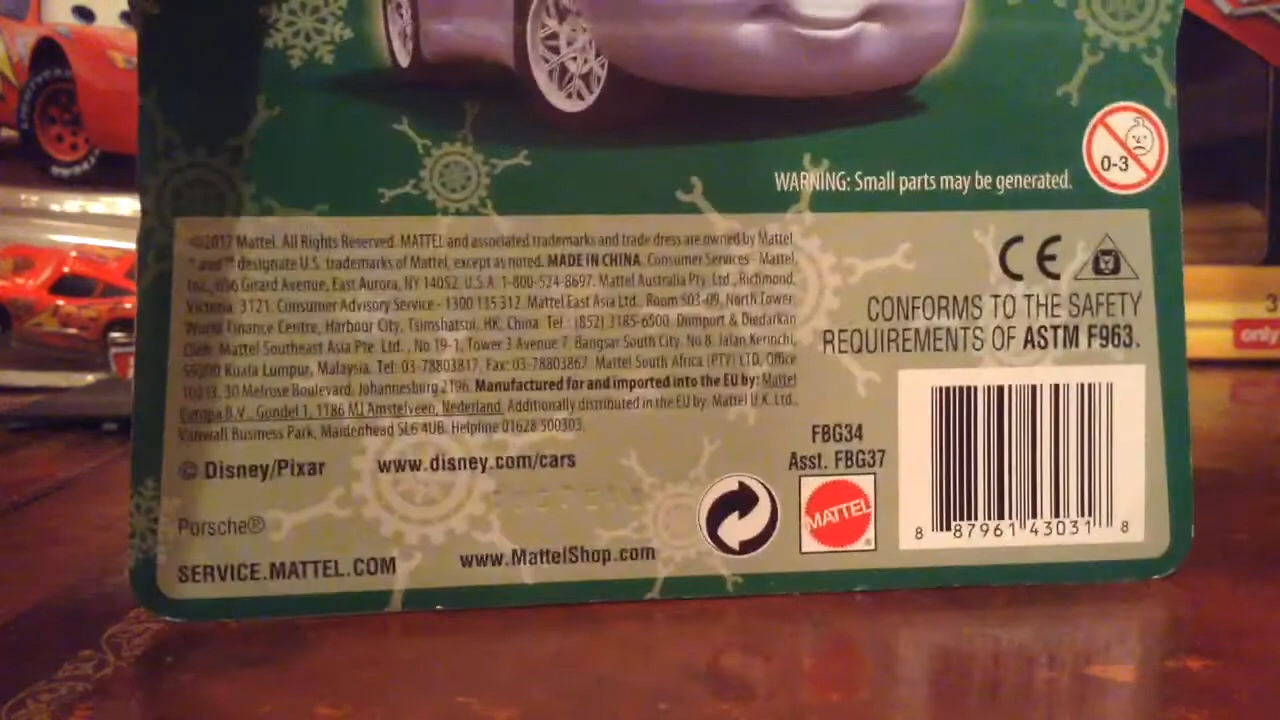 WARNING: Small parts may be generated.
0-3
©2017 Mattel. All Rights Reserved. MATTEL and associated trademarks and trade dress are owned by Mattel.
® and ™ designate U.S. trademarks of Mattel, except as noted. MADE IN CHINA. Consumer Services - Mattel,
Inc., 636 Girard Avenue, East Aurora, NY 14052, U.S.A. 1-800-524-8697. Mattel Australia Pty. Ltd., Richmond,
Victoria. 3121. Consumer Advisory Service - 1300 135 312. Mattel East Asia Ltd., Room 503-09, North Tower,
World Finance Centre, Harbour City, Tsimshatsui, HK, China. Tel.: (852) 3185-6500. Diimport & Diedarkan
Oleh: Mattel Southeast Asia Pte. Ltd., No 19-1, Tower 3 Avenue 7, Bangsar South City, No 8, Jalan Kerinchi,
59200 Kuala Lumpur, Malaysia. Tel: 03-78803817, Fax: 03-78803867. Mattel South Africa (PTY) LTD, Office
30 Melrose Boulevard, Johannesburg 2196. Manufactured for and imported into the EU by: Mattel
Europa B.V., Gondel 1, 1186 MJ Amstelveen, Nederland. Additionally distributed in the EU by: Mattel U.K. Ltd.,
Vanwall Business Park, Maidenhead SL6 4UB. Helpline 01628 500303.
© Disney/Pixar www.disney.com/cars
Porsche®
SERVICE.MATTEL.COM www.MattelShop.com
CE
CONFORMS TO THE SAFETY
REQUIREMENTS OF ASTM F963.
FBG34
Asst. FBG37
MATTEL
8 87961 43031 8
3
only